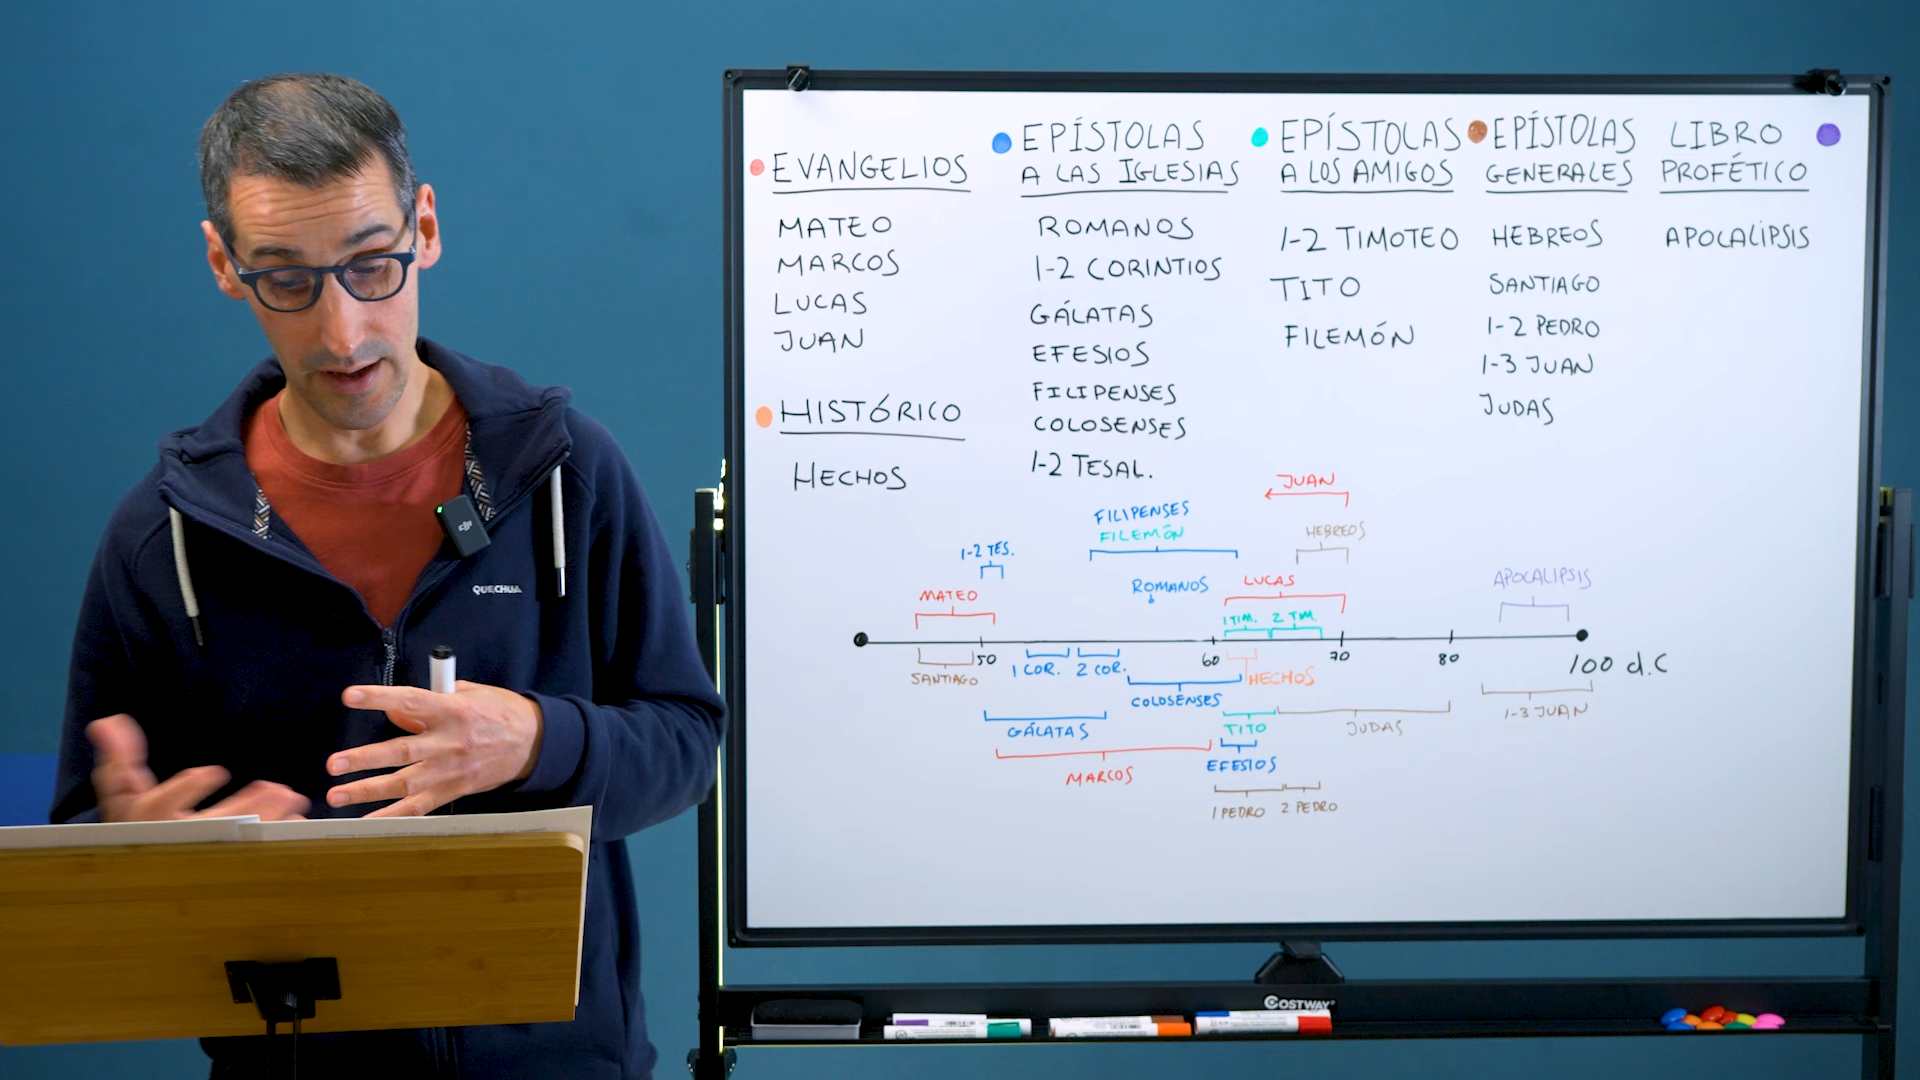 EVANGELIOS
MATEO
MARCOS
LUCAS
JUAN
HISTÓRICO
HECHOS
EPÍSTOLAS
A LAS IGLESIAS
ROMANOS
1-2 CORINTIOS
GÁLATAS
EFESIOS
FILIPENSES
COLOSENSES
1-2 TESAL.
EPÍSTOLAS
A LOS AMIGOS
1-2 TIMOTEO
TITO
FILEMÓN
EPÍSTOLAS
GENERALES
HEBREOS
SANTIAGO
1-2 PEDRO
1-3 JUAN
JUDAS
LIBRO
PROFÉTICO
APOCALIPSIS
JUAN
FILIPENSES
FILEMÓN
HEBREOS
1-2 TES.
ROMANOS
LUCAS
APOCALIPSIS
MATEO
1 TIM. 2 TIM.
50 60 70 80 100 d.C
SANTIAGO
1 COR. 2 COR.
HECHOS
COLOSENSES
1-3 JUAN
GÁLATAS
TITO
JUDAS
EFESIOS
MARCOS
1 PEDRO 2 PEDRO
QUECHUA
dji
COSTWAY